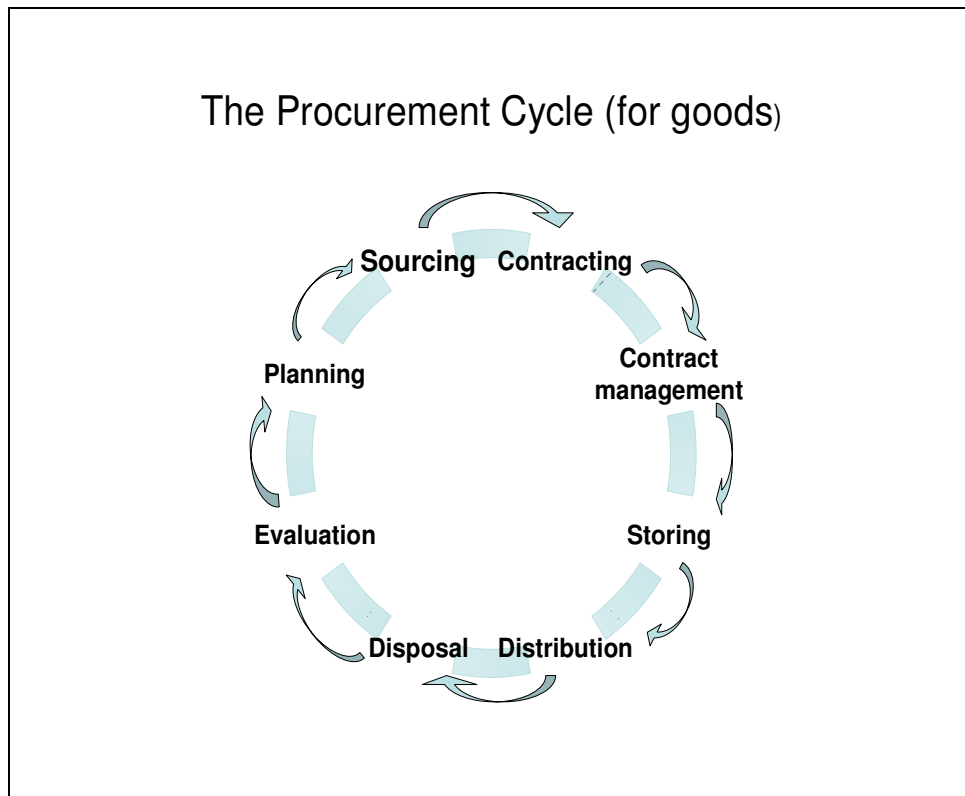 The Procurement Cycle (for goods)
Sourcing
Contracting
Contract
management
Storing
Distribution
Disposal
Evaluation
Planning